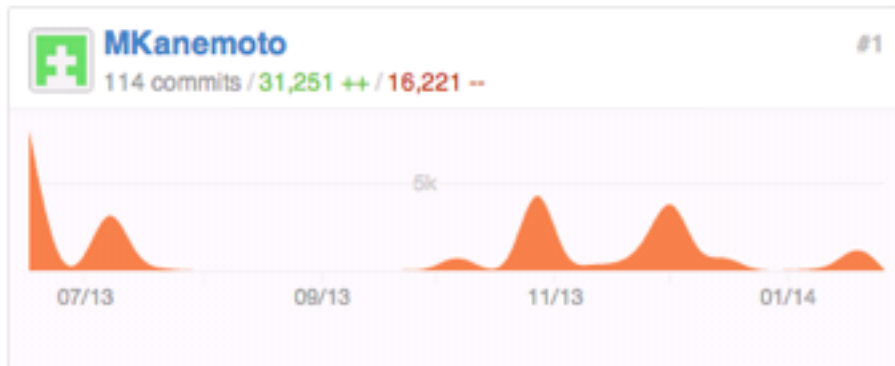 MKanemoto #1
114 commits / 31,251 ++ / 16,221 --
5k
07/13 09/13 11/13 01/14